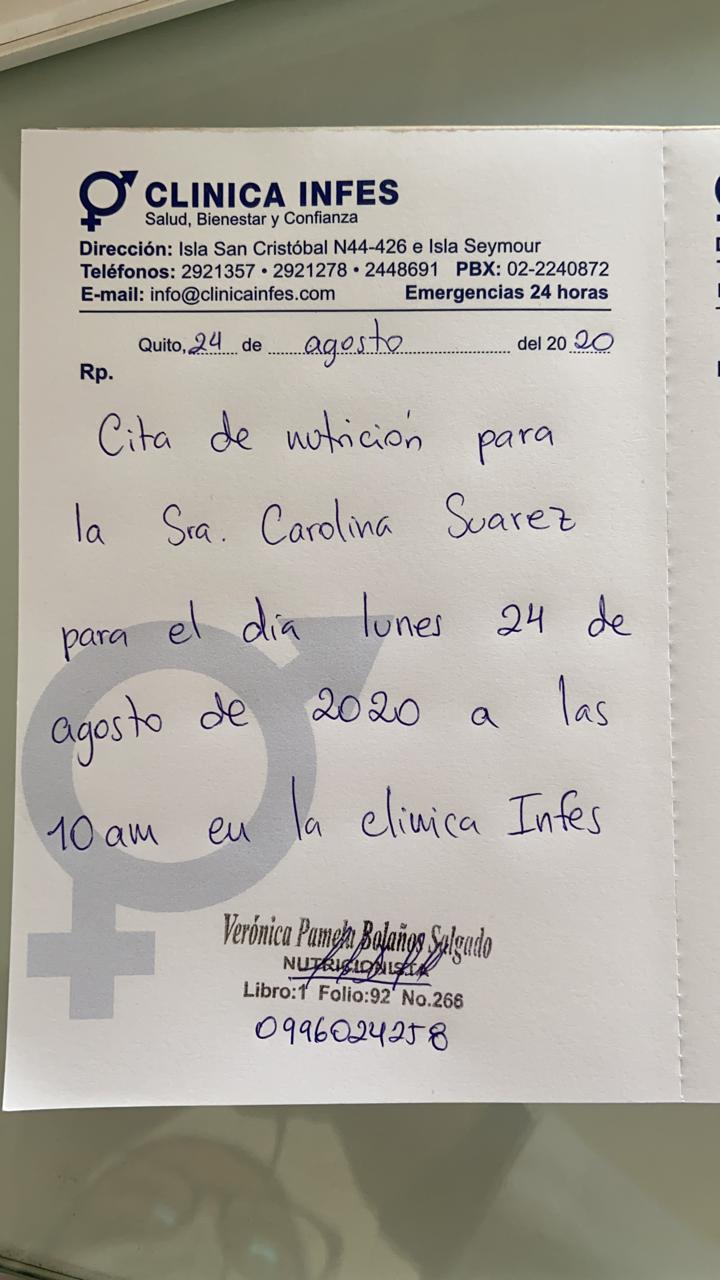 CLINICA INFES
Salud, Bienestar y Confianza
Dirección: Isla San Cristóbal N44-426 e Isla Seymour
Teléfonos: 2921357 • 2921278 • 2448691 PBX: 02-2240872
E-mail: info@clinicainfes.com Emergencias 24 horas
Quito, 24 de agosto del 2020
Rp.
Cita de nutrición para
la Sra. Carolina Suarez
para el día lunes 24 de
agosto de 2020 a las
10 am en la clinica Infes
Verónica Pamela Bolaños Salgado
NUTRICIONISTA
Libro:1 Folio:92 No.266
0996024258